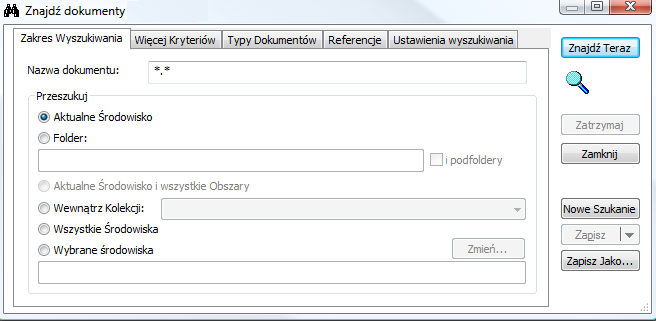 Znajdź dokumenty
Zakres Wyszukiwania Więcej Kryteriów Typy Dokumentów Referencje Ustawienia wyszukiwania
Nazwa dokumentu: *.*
Przeszukuj
Aktualne Środowisko
Folder:
i podfoldery
Aktualne Środowisko i wszystkie Obszary
Wewnątrz Kolekcji:
Wszystkie Środowiska
Wybrane środowiska
Zmień...
Znajdź Teraz
Zatrzymaj
Zamknij
Nowe Szukanie
Zapisz
Zapisz Jako...